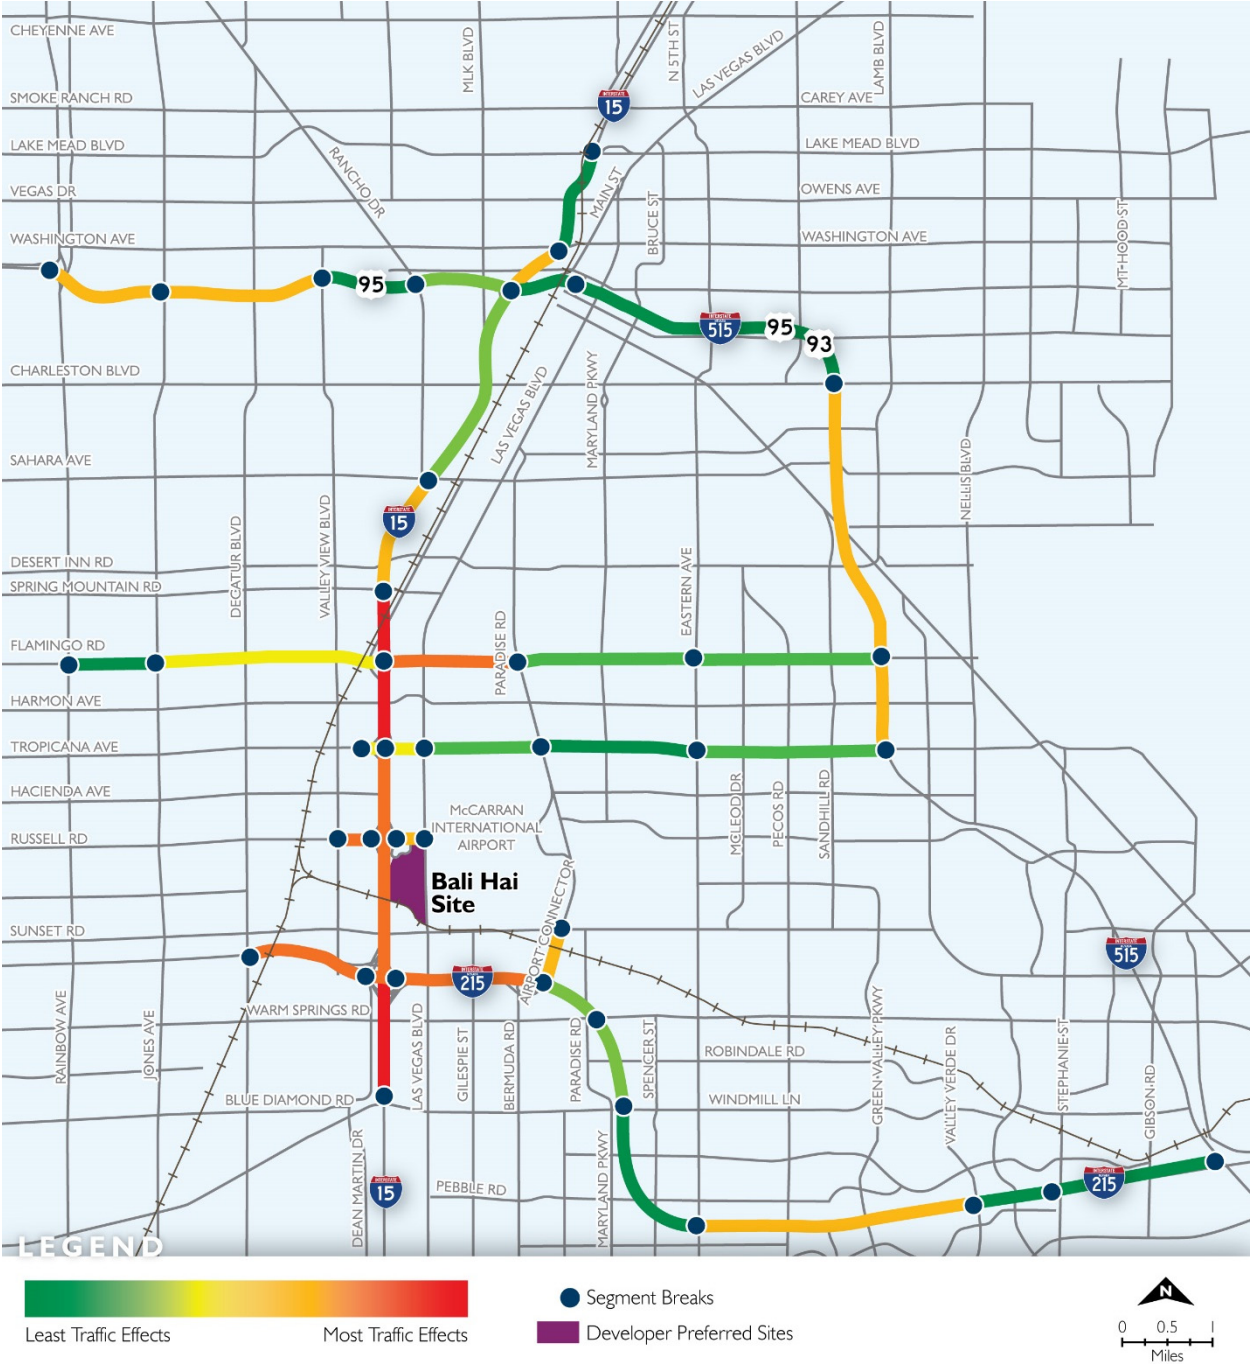 CHEYENNE AVE
MLK BLVD
N 5TH ST
LAS VEGAS BLVD
LAMB BLVD
SMOKE RANCH RD
INTERSTATE
15
CAREY AVE
LAKE MEAD BLVD
LAKE MEAD BLVD
RANCHO DR
VEGAS DR
MAIN ST
OWENS AVE
BRUCE ST
MT HOOD ST
WASHINGTON AVE
WASHINGTON AVE
95
INTERSTATE
515
95
93
CHARLESTON BLVD
LAS VEGAS BLVD
MARYLAND PKWY
SAHARA AVE
NELLIS BLVD
INTERSTATE
15
DECATUR BLVD
VALLEY VIEW BLVD
DESERT INN RD
SPRING MOUNTAIN RD
EASTERN AVE
FLAMINGO RD
PARADISE RD
HARMON AVE
TROPICANA AVE
HACIENDA AVE
MCLEOD DR
PECOS RD
SANDHILL RD
RUSSELL RD
McCARRAN
INTERNATIONAL
AIRPORT
Bali Hai
Site
AIRPORT CONNECTOR
SUNSET RD
INTERSTATE
215
INTERSTATE
515
WARM SPRINGS RD
RAINBOW AVE
JONES AVE
LAS VEGAS BLVD
GILESPIE ST
BERMUDA RD
PARADISE RD
SPENCER ST
ROBINDALE RD
GREEN VALLEY PKWY
VALLEY VERDE DR
STEPHANIE ST
GIBSON RD
BLUE DIAMOND RD
WINDMILL LN
DEAN MARTIN DR
INTERSTATE
15
PEBBLE RD
MARYLAND PKWY
INTERSTATE
215
LEGEND
Least Traffic Effects
Most Traffic Effects
Segment Breaks
Developer Preferred Sites
N
0 0.5 1
Miles